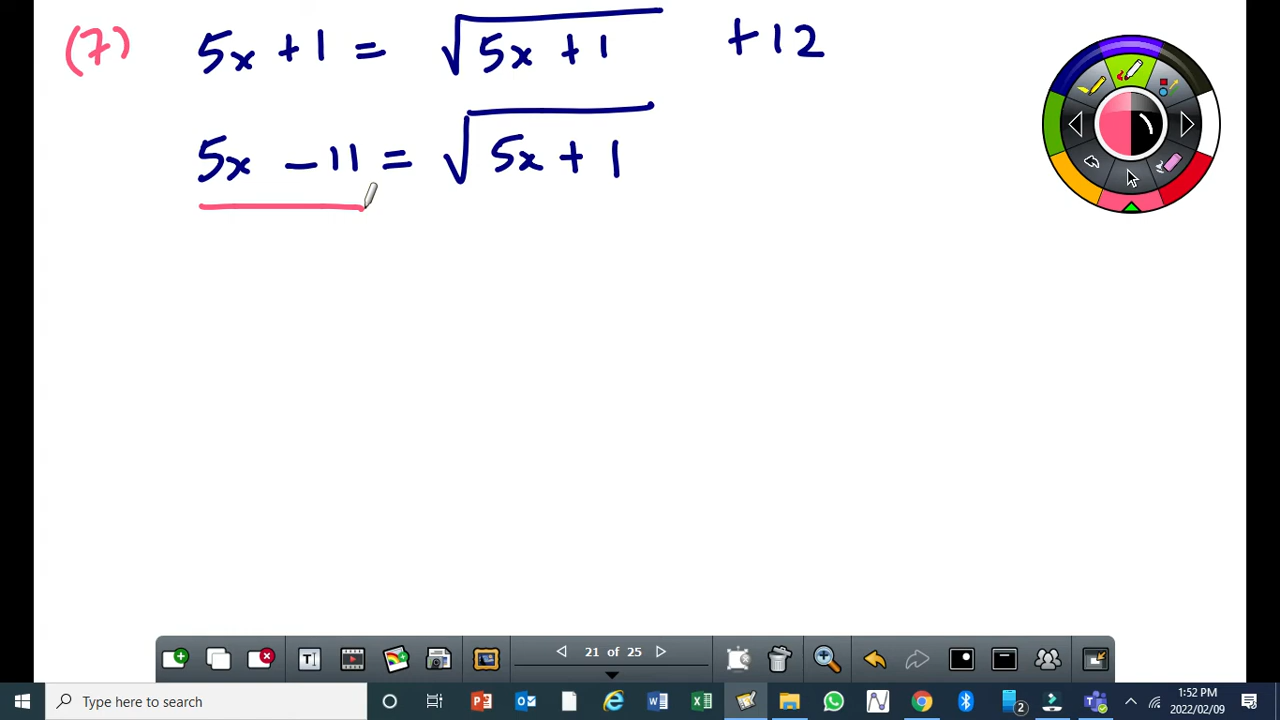 (7) 5x + 1 = √5x + 1 + 12
5x - 11 = √5x + 1
21 of 25
Type here to search
2
1:52 PM
2022/02/09